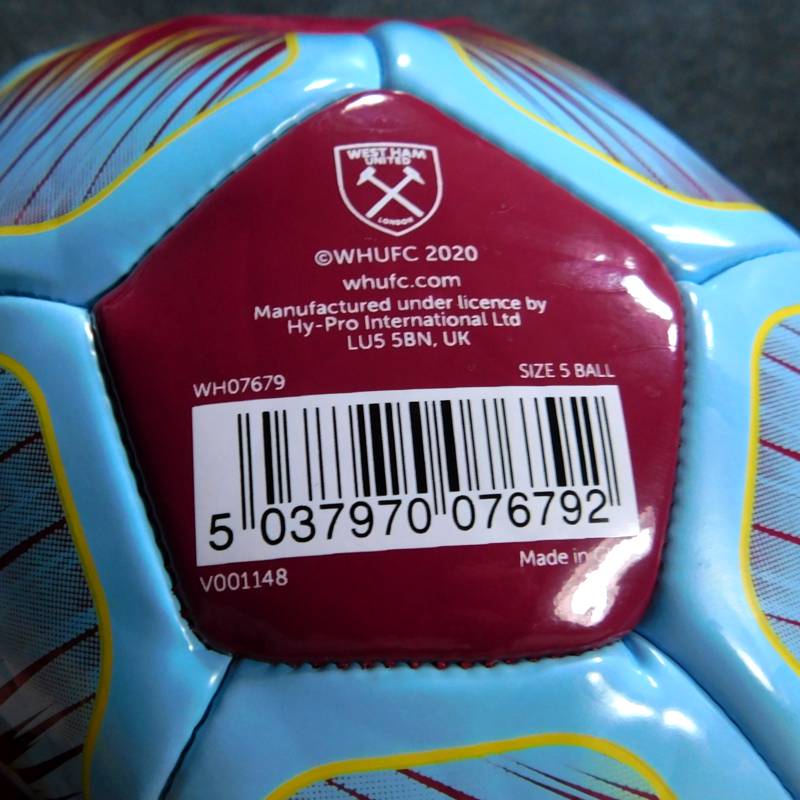 WEST HAM
UNITED
LONDON
©WHUFC 2020
whufc.com
Manufactured under licence by
Hy-Pro International Ltd
LU5 5BN, UK
WH07679 SIZE 5 BALL
5 037970 076792
V001148 Made in